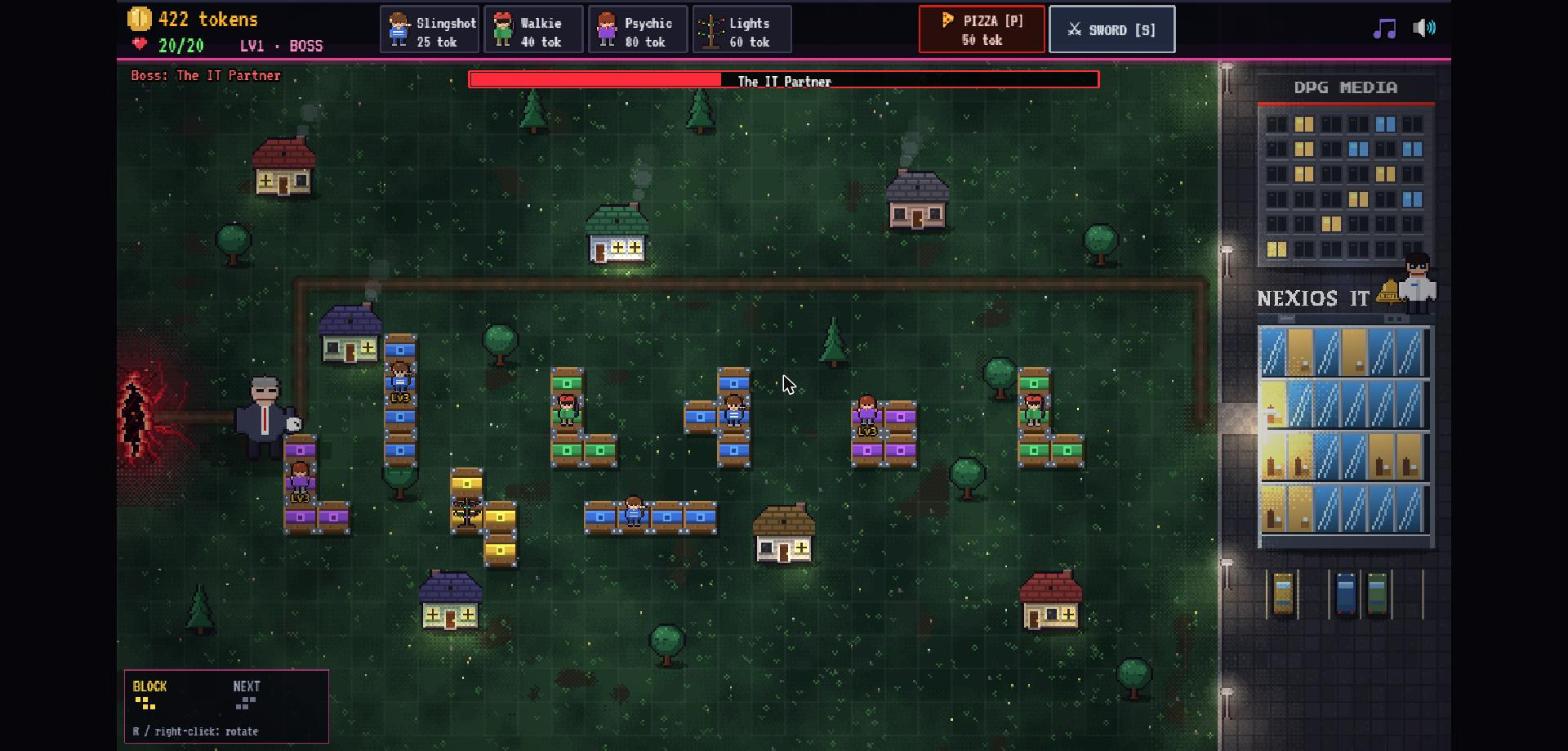 422 tokens
20/20 LV1 · BOSS
Slingshot
25 tok
Walkie
40 tok
Psychic
80 tok
Lights
60 tok
PIZZA [P]
50 tok
SWORD [S]
Boss: The IT Partner
The IT Partner
DPG MEDIA
NEXIOS IT
Lv3
Lv3
Lv3
BLOCK
NEXT
R / right-click: rotate